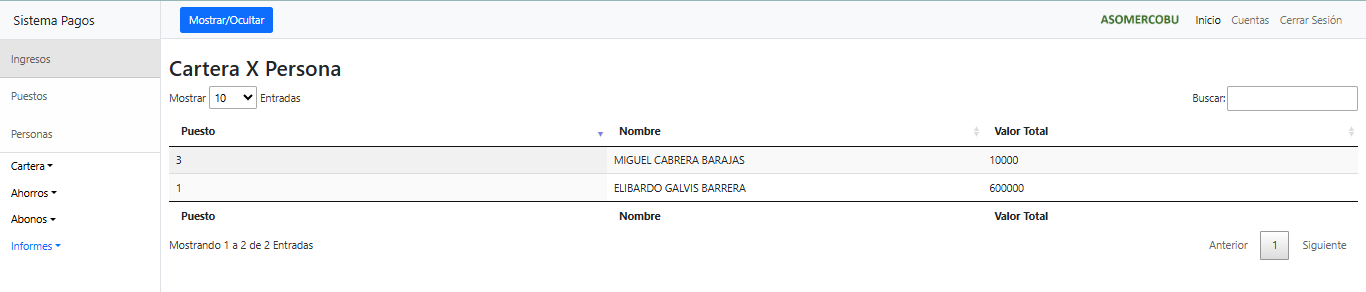 Sistema Pagos
Mostrar/Ocultar
ASOMERCOBU Inicio Cuentas Cerrar Sesión
Ingresos
Puestos
Personas
Cartera
Ahorros
Abonos
Informes
Cartera X Persona
Mostrar 10 Entradas
Buscar:
Puesto Nombre Valor Total
3 MIGUEL CABRERA BARAJAS 10000
1 ELIBARDO GALVIS BARRERA 600000
Puesto Nombre Valor Total
Mostrando 1 a 2 de 2 Entradas
Anterior 1 Siguiente